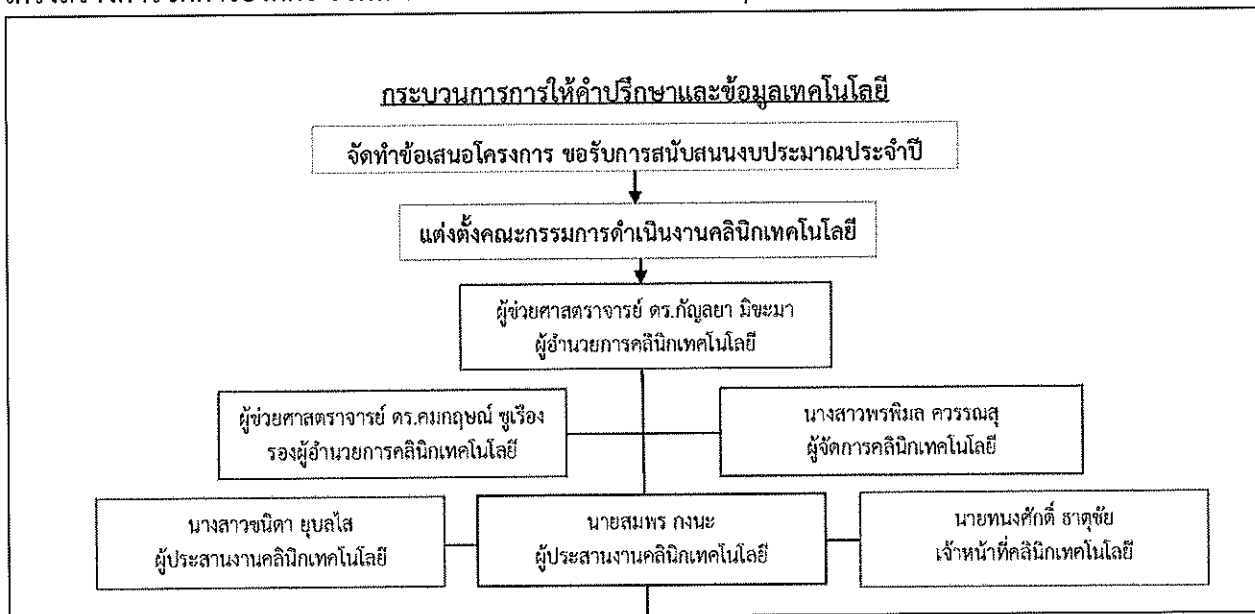 กระบวนการการให้คำปรึกษาและข้อมูลเทคโนโลยี
จัดทำข้อเสนอโครงการ ขอรับการสนับสนนงบประมาณประจำปี
แต่งตั้งคณะกรรมการดำเนินงานคลินิกเทคโนโลยี
ผู้ช่วยศาสตราจารย์ ดร.กัญลยา มิขะมา
ผู้อำนวยการคลินิกเทคโนโลยี
ผู้ช่วยศาสตราจารย์ ดร.คมกฤษณ์ ชูเรือง
รองผู้อำนวยการคลินิกเทคโนโลยี
นางสาวพรพิมล ควรรณสุ
ผู้จัดการคลินิกเทคโนโลยี
นางสาวชนิดา ยุบลไส
ผู้ประสานงานคลินิกเทคโนโลยี
นายสมพร กงนะ
ผู้ประสานงานคลินิกเทคโนโลยี
นายทนงศักดิ์ ธาตุชัย
เจ้าหน้าที่คลินิกเทคโนโลยี